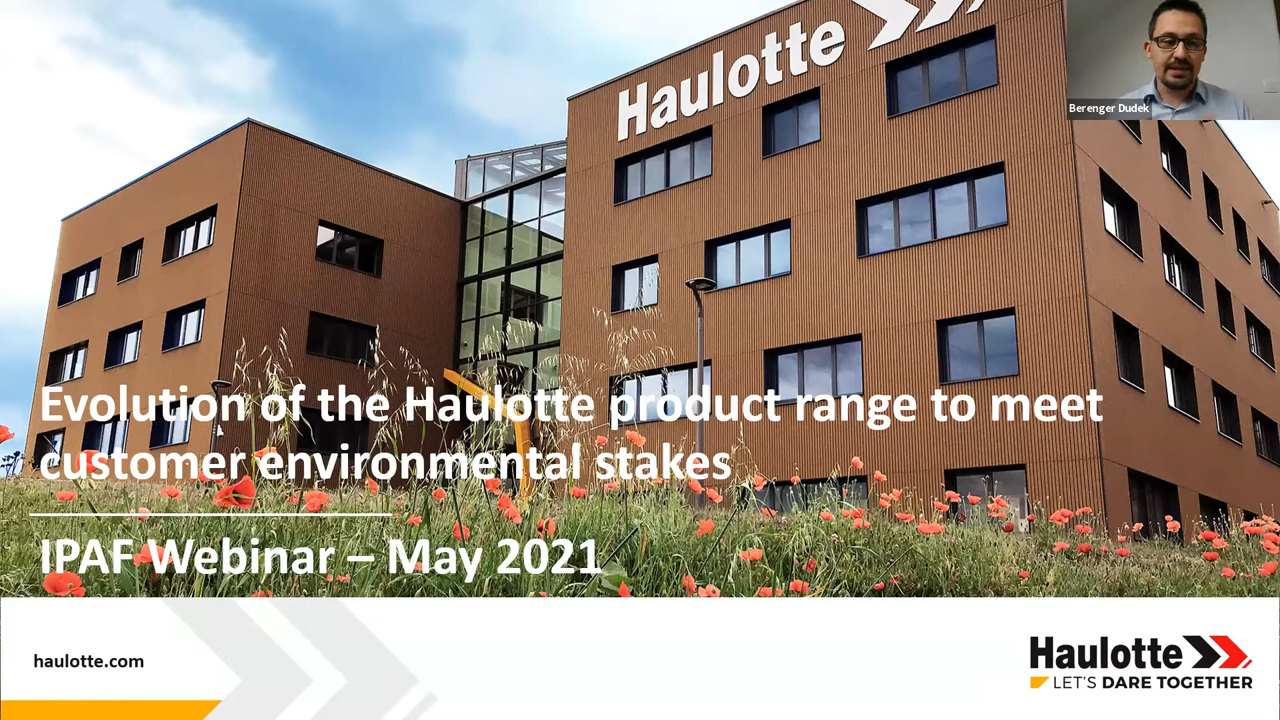 Haulotte
Berenger Dudek
Evolution of the Haulotte product range to meet
customer environmental stakes
IPAF Webinar – May 2021
haulotte.com
Haulotte
LET'S DARE TOGETHER